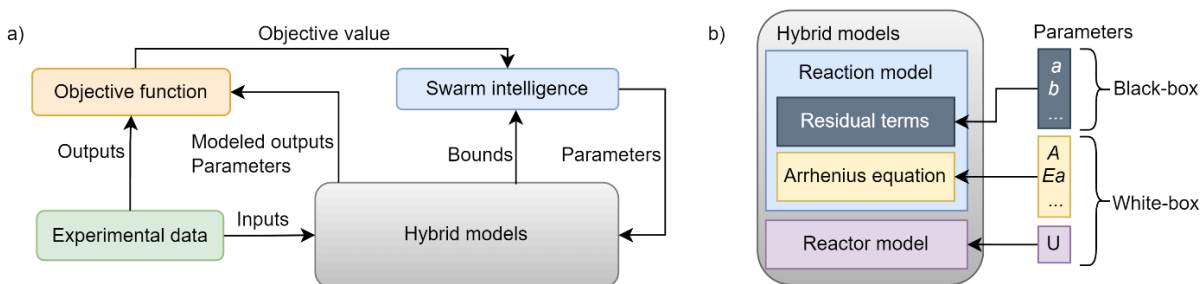 a)
Objective value
Objective function
Swarm intelligence
Outputs
Modeled outputs
Parameters
Bounds
Parameters
Experimental data
Inputs
Hybrid models
b)
Hybrid models
Parameters
Reaction model
Residual terms
Arrhenius equation
Reactor model
a
b
...
Black-box
A
Ea
...
White-box
U